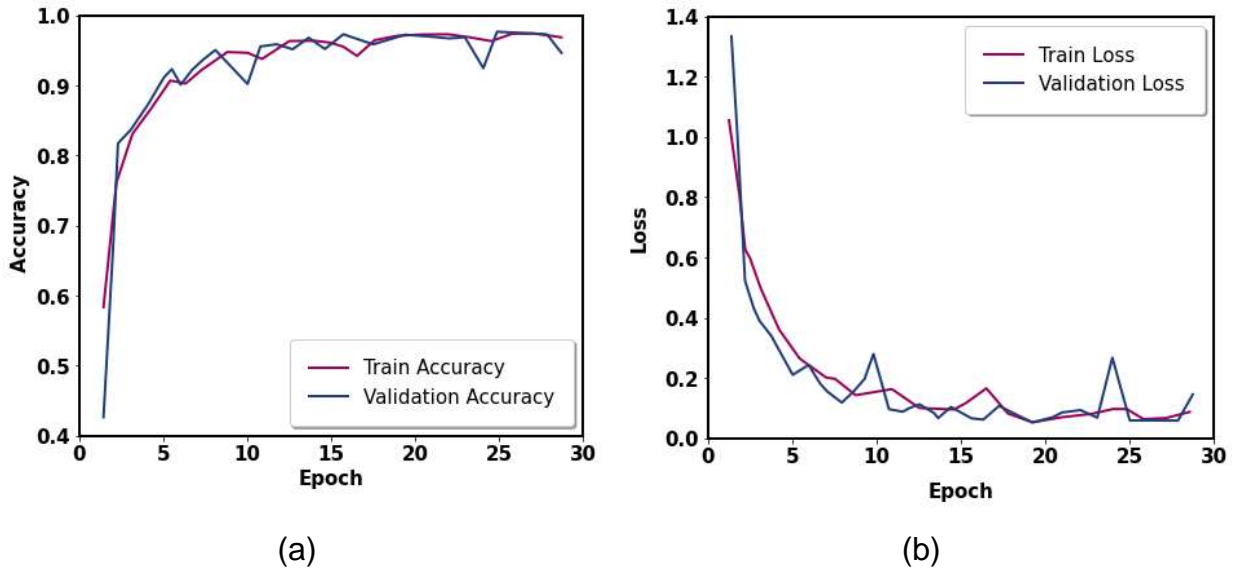 1.0
0.9
0.8
0.7
0.6
0.5
0.4
0 5 10 15 20 25 30
Accuracy
Epoch
Train Accuracy
Validation Accuracy
(a)
1.4
1.2
1.0
0.8
0.6
0.4
0.2
0.0
0 5 10 15 20 25 30
Loss
Epoch
Train Loss
Validation Loss
(b)